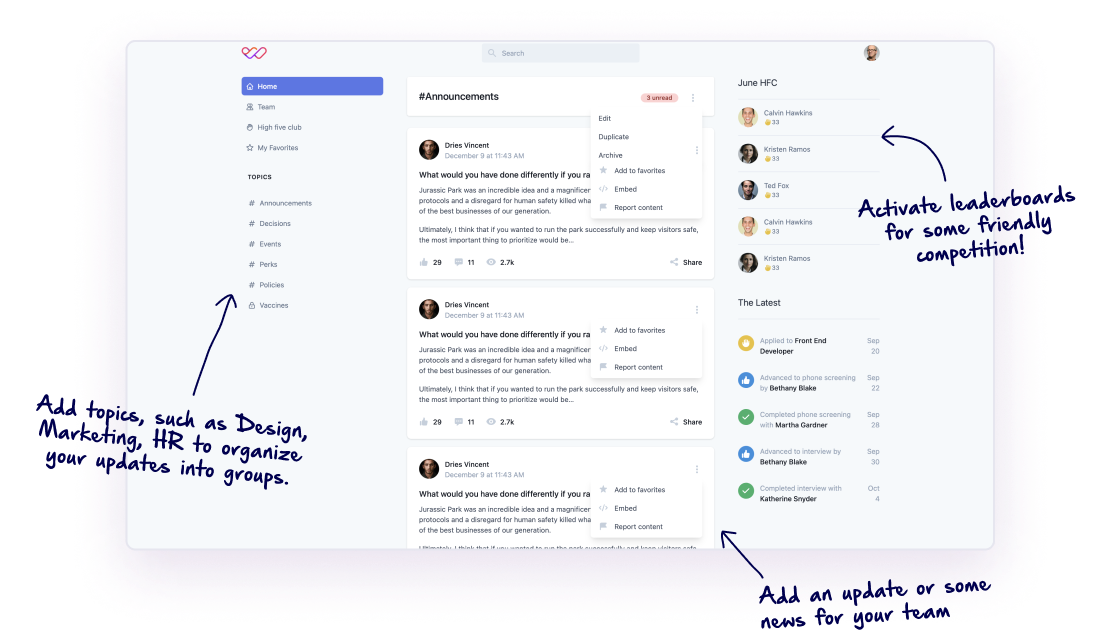 Search
Home
Team
High five club
My Favorites
TOPICS
# Announcements
# Decisions
# Events
# Perks
# Policies
Vaccines
#Announcements
3 unread
Edit
Duplicate
Archive
Add to favorites
</> Embed
Report content
Dries Vincent
December 9 at 11:43 AM
What would you have done differently if you ra
Jurassic Park was an incredible idea and a magnificer
protocols and a disregard for human safety killed wha
of the best businesses of our generation.
Ultimately, I think that if you wanted to run the park successfully and keep visitors safe,
the most important thing to prioritize would be...
29 11 2.7k Share
Dries Vincent
December 9 at 11:43 AM
What would you have done differently if you ra
Jurassic Park was an incredible idea and a magnificer
protocols and a disregard for human safety killed wha
of the best businesses of our generation.
Add to favorites
</> Embed
Report content
Ultimately, I think that if you wanted to run the park successfully and keep visitors safe,
the most important thing to prioritize would be...
29 11 2.7k Share
Dries Vincent
December 9 at 11:43 AM
What would you have done differently if you ra
Jurassic Park was an incredible idea and a magnificer
protocols and a disregard for human safety killed wha
of the best businesses of our generation.
Add to favorites
</> Embed
Report content
Ultimately, I think that if you wanted to run the park successfully and keep visitors safe,
June HFC
Calvin Hawkins
33
Kristen Ramos
33
Ted Fox
33
Calvin Hawkins
33
Kristen Ramos
33
The Latest
Applied to Front End Sep
Developer 20
Advanced to phone screening Sep
by Bethany Blake 22
Completed phone screening Sep
with Martha Gardner 28
Advanced to interview by Sep
Bethany Blake 30
Completed interview with Oct
Katherine Snyder 4
Activate leaderboards
for some friendly
competition!
Add topics, such as Design,
Marketing, HR to organize
your updates into groups.
Add an update or some
news for your team